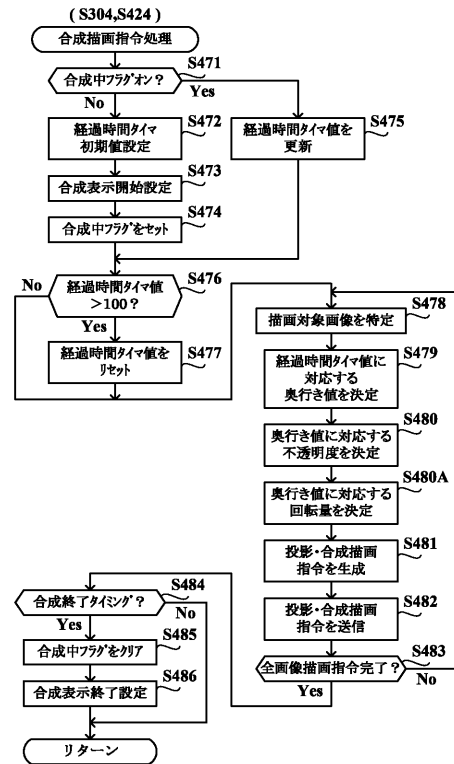 ( S304,S424 )
合成描画指令処理
S471
合成中フラグオン?
No
Yes
S472
経過時間タイマ
初期値設定
S475
経過時間タイマ値を
更新
S473
合成表示開始設定
S474
合成中フラグをセット
S476
No
経過時間タイマ値
>100?
Yes
S477
経過時間タイマ値を
リセット
S478
描画対象画像を特定
S479
経過時間タイマ値に
対応する
奥行き値を決定
S480
奥行き値に対応する
不透明度を決定
S480A
奥行き値に対応する
回転量を決定
S481
投影・合成描画
指令を生成
S482
投影・合成描画
指令を送信
S483
全画像描画指令完了?
Yes
No
S484
合成終了タイミング?
Yes
No
S485
合成中フラグをクリア
S486
合成表示終了設定
リターン